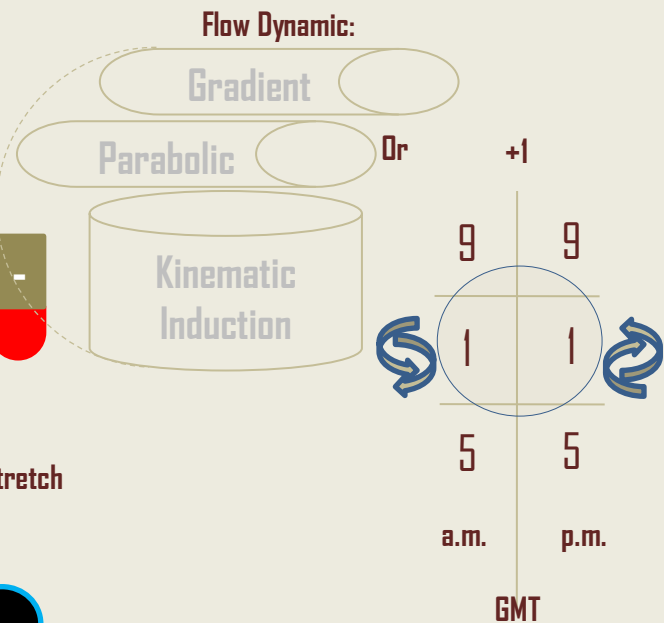 Flow Dynamic:
Gradient
Parabolic
Or
+1
Kinematic
Induction
-
9 9
1 1
5 5
tretch
a.m. p.m.
GMT